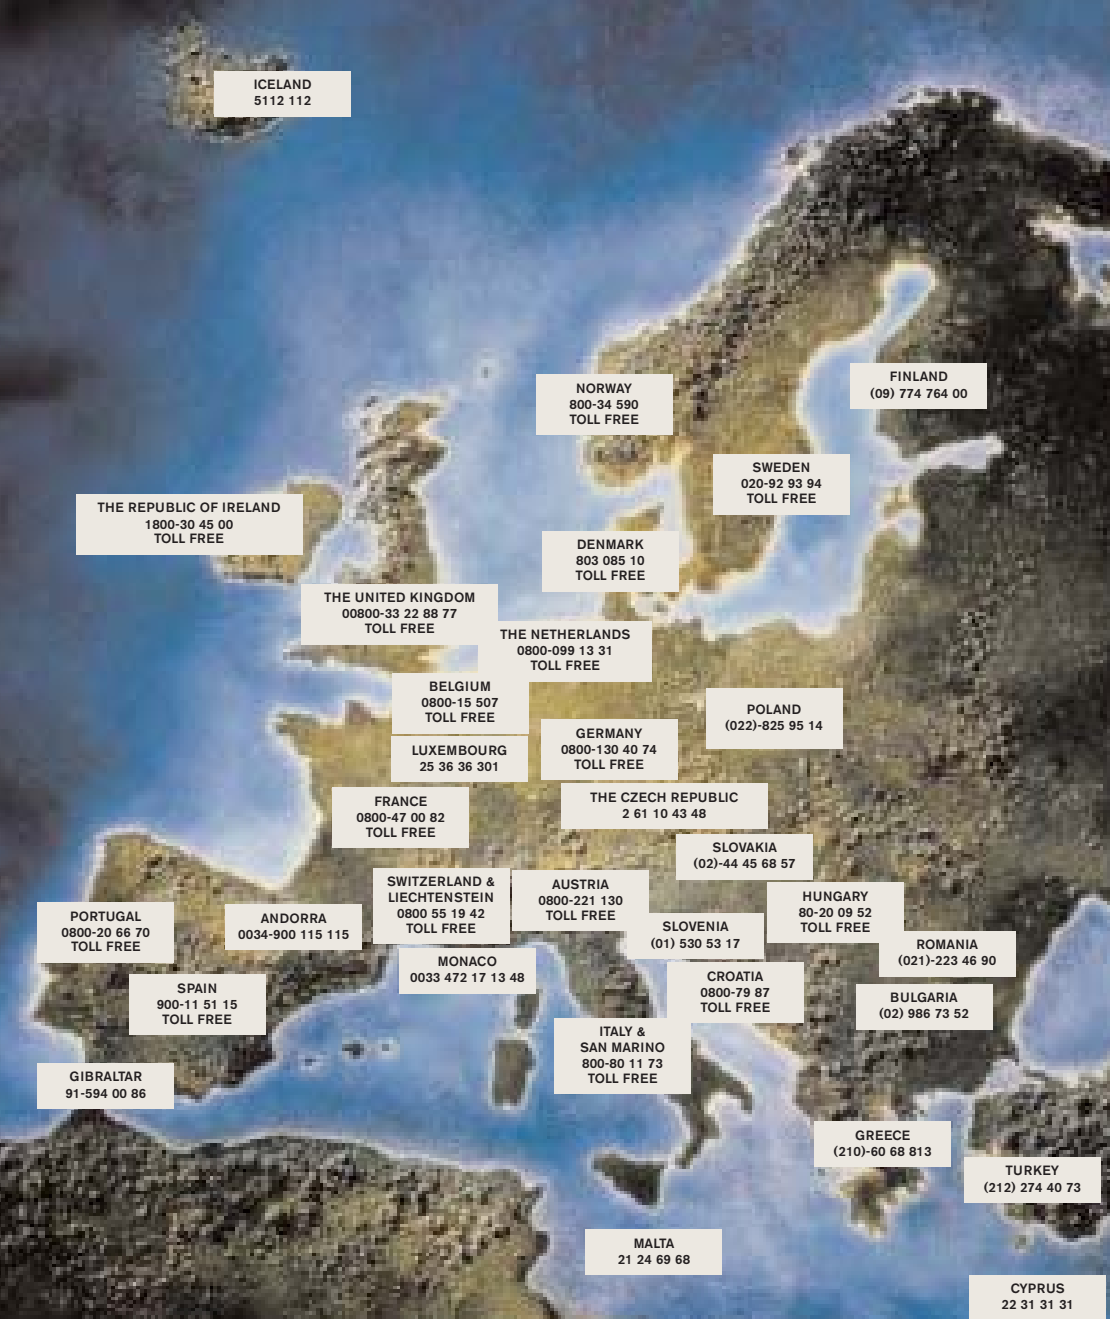 ICELAND
5112 112
FINLAND
(09) 774 764 00
NORWAY
800-34 590
TOLL FREE
SWEDEN
020-92 93 94
TOLL FREE
THE REPUBLIC OF IRELAND
1800-30 45 00
TOLL FREE
DENMARK
803 085 10
TOLL FREE
THE UNITED KINGDOM
00800-33 22 88 77
TOLL FREE
THE NETHERLANDS
0800-099 13 31
TOLL FREE
BELGIUM
0800-15 507
TOLL FREE
POLAND
(022)-825 95 14
GERMANY
0800-130 40 74
TOLL FREE
LUXEMBOURG
25 36 36 301
FRANCE
0800-47 00 82
TOLL FREE
THE CZECH REPUBLIC
2 61 10 43 48
SLOVAKIA
(02)-44 45 68 57
SWITZERLAND &
LIECHTENSTEIN
0800 55 19 42
TOLL FREE
AUSTRIA
0800-221 130
TOLL FREE
HUNGARY
80-20 09 52
TOLL FREE
PORTUGAL
0800-20 66 70
TOLL FREE
ANDORRA
0034-900 115 115
SLOVENIA
(01) 530 53 17
ROMANIA
(021)-223 46 90
MONACO
0033 472 17 13 48
CROATIA
0800-79 87
TOLL FREE
SPAIN
900-11 51 15
TOLL FREE
BULGARIA
(02) 986 73 52
ITALY &
SAN MARINO
800-80 11 73
TOLL FREE
GIBRALTAR
91-594 00 86
GREECE
(210)-60 68 813
TURKEY
(212) 274 40 73
MALTA
21 24 69 68
CYPRUS
22 31 31 31